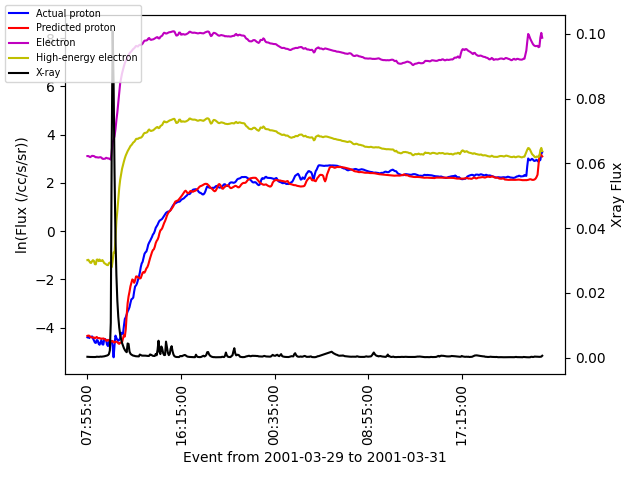 Actual proton
Predicted proton
Electron
High-energy electron
X-ray
8
6
4
2
0
−2
−4
ln(Flux (/cc/s/sr))
0.10
0.08
0.06
0.04
0.02
0.00
Xray Flux
07:55:00
16:15:00
00:35:00
08:55:00
17:15:00
Event from 2001-03-29 to 2001-03-31